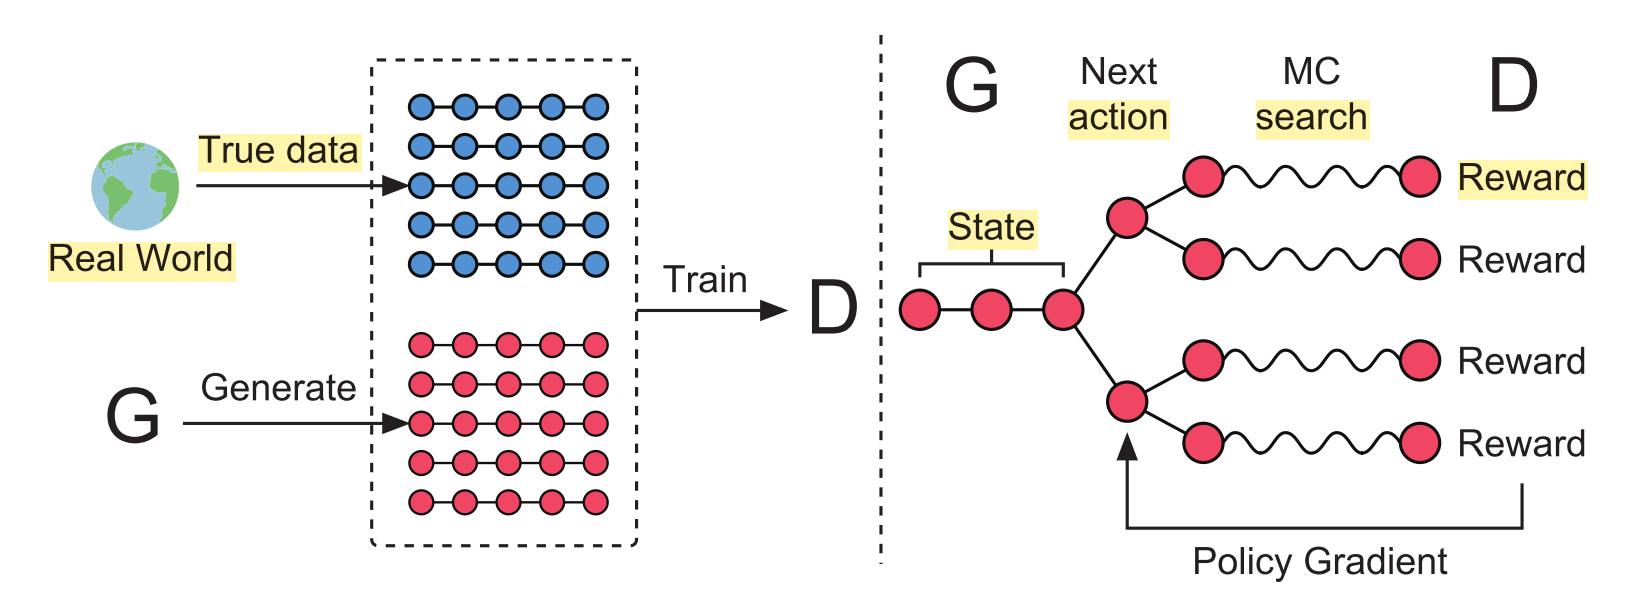 True data
Real World
G
Generate
Train
D
G
Next
action
MC
search
D
State
Reward
Reward
Reward
Reward
Policy Gradient